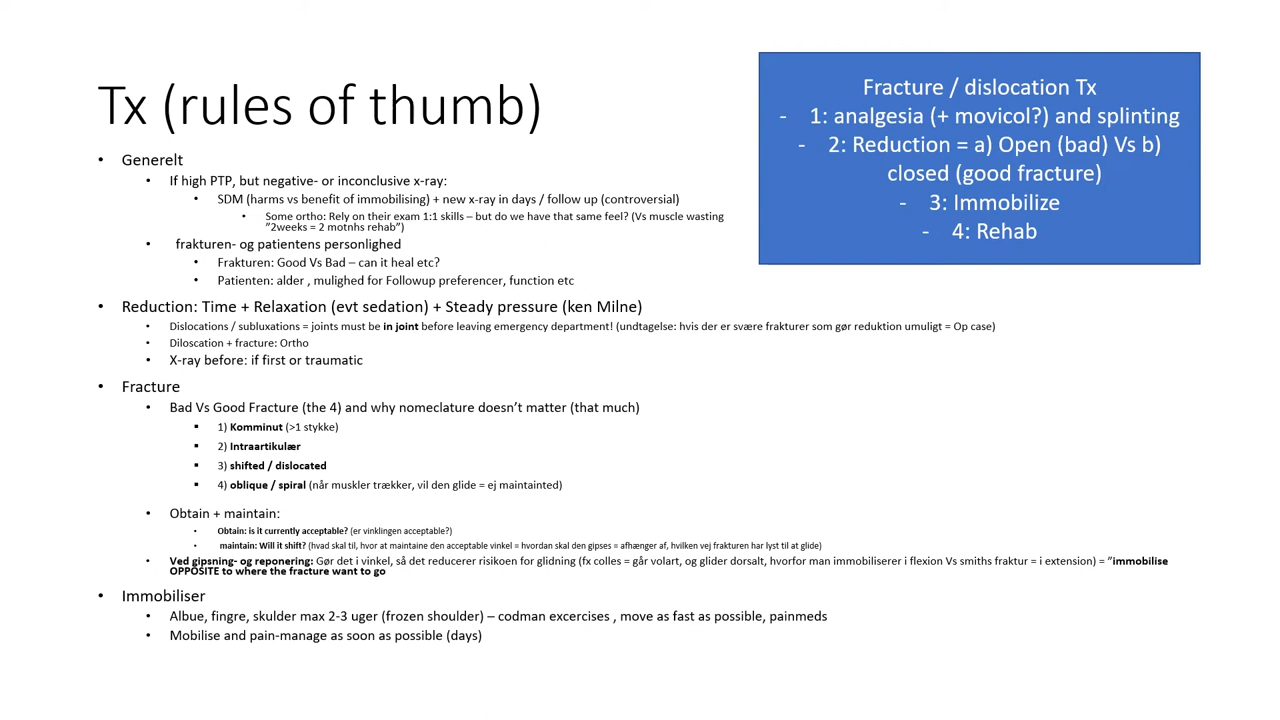 Tx (rules of thumb)
Fracture / dislocation Tx
- 1: analgesia (+ movicol?) and splinting
- 2: Reduction = a) Open (bad) Vs b)
closed (good fracture)
- 3: Immobilize
- 4: Rehab
• Generelt
• If high PTP, but negative- or inconclusive x-ray:
• SDM (harms vs benefit of immobilising) + new x-ray in days / follow up (controversial)
• Some ortho: Rely on their exam 1:1 skills – but do we have that same feel? (Vs muscle wasting
”2weeks = 2 motnhs rehab”)
• frakturen- og patientens personlighed
• Frakturen: Good Vs Bad – can it heal etc?
• Patienten: alder , mulighed for Followup preferencer, function etc
• Reduction: Time + Relaxation (evt sedation) + Steady pressure (ken Milne)
• Dislocations / subluxations = joints must be in joint before leaving emergency department! (undtagelse: hvis der er svære frakturer som gør reduktion umuligt = Op case)
• Diloscation + fracture: Ortho
• X-ray before: if first or traumatic
• Fracture
• Bad Vs Good Fracture (the 4) and why nomeclature doesn’t matter (that much)
▪ 1) Komminut (>1 stykke)
▪ 2) Intraartikulær
▪ 3) shifted / dislocated
▪ 4) oblique / spiral (når muskler trækker, vil den glide = ej maintainted)
• Obtain + maintain:
• Obtain: is it currently acceptable? (er vinklingen acceptable?)
• maintain: Will it shift? (hvad skal til, hvor at maintaine den acceptable vinkel = hvordan skal den gipses = afhænger af, hvilken vej frakturen har lyst til at glide)
• Ved gipsning- og reponering: Gør det i vinkel, så det reducerer risikoen for glidning (fx colles = går volart, og glider dorsalt, hvorfor man immobiliserer i flexion Vs smiths fraktur = i extension) = ”immobilise
OPPOSITE to where the fracture want to go
• Immobiliser
• Albue, fingre, skulder max 2-3 uger (frozen shoulder) – codman excercises , move as fast as possible, painmeds
• Mobilise and pain-manage as soon as possible (days)